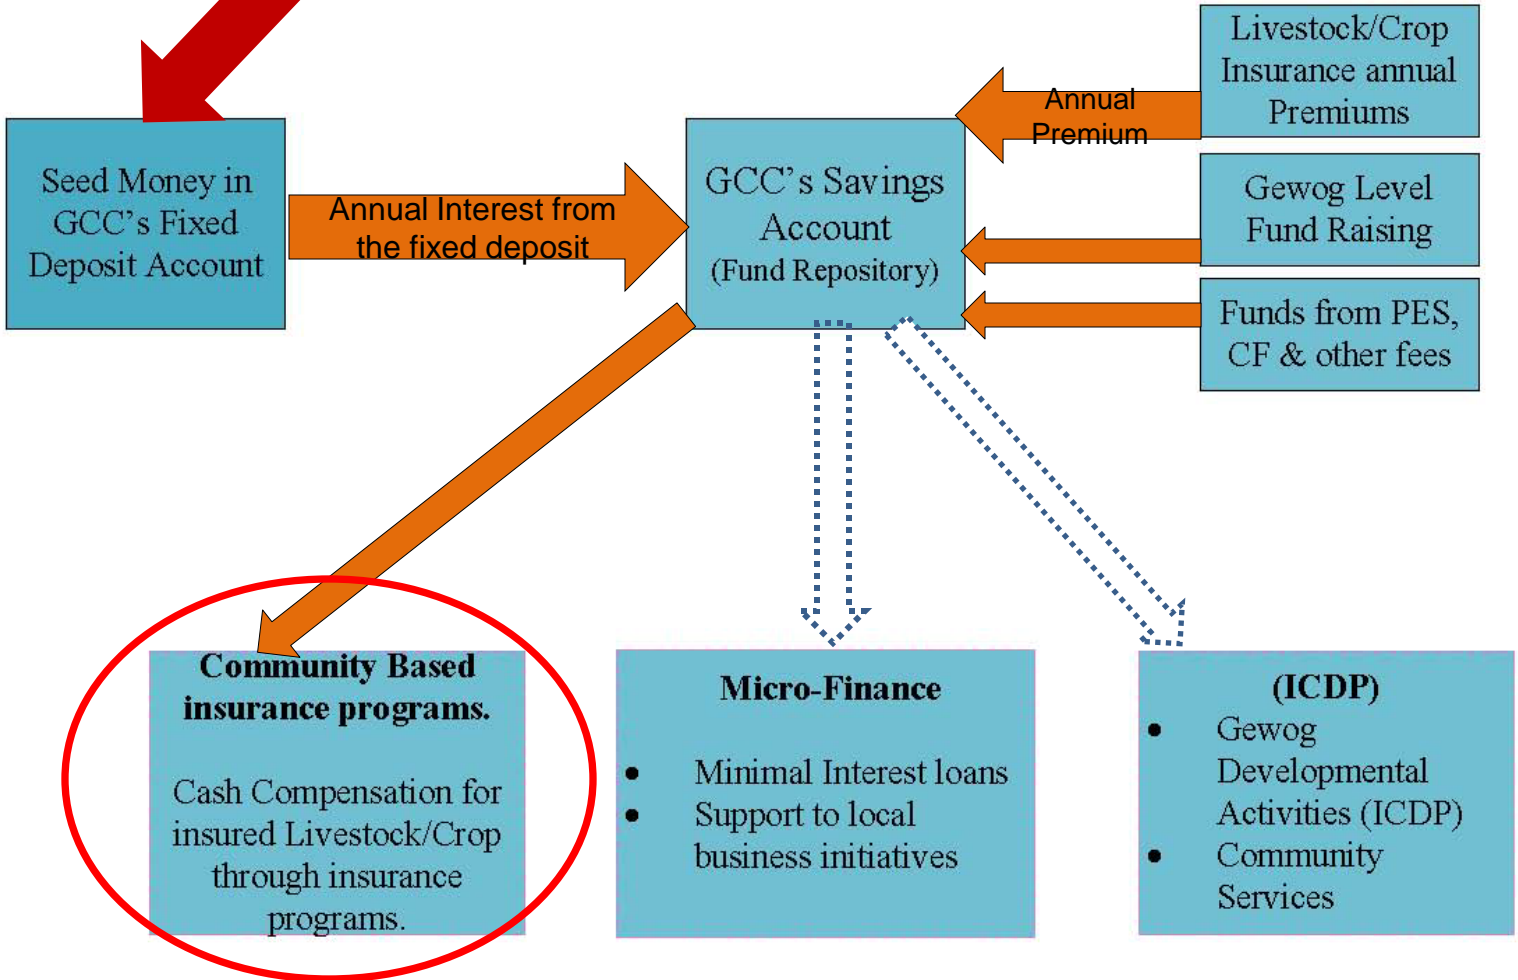 Seed Money in
GCC's Fixed
Deposit Account
Annual Interest from
the fixed deposit
GCC's Savings
Account
(Fund Repository)
Annual
Premium
Livestock/Crop
Insurance annual
Premiums
Gewog Level
Fund Raising
Funds from PES,
CF & other fees
Community Based
insurance programs.
Cash Compensation for
insured Livestock/Crop
through insurance
programs.
Micro-Finance
• Minimal Interest loans
• Support to local
business initiatives
(ICDP)
• Gewog
Developmental
Activities (ICDP)
• Community
Services